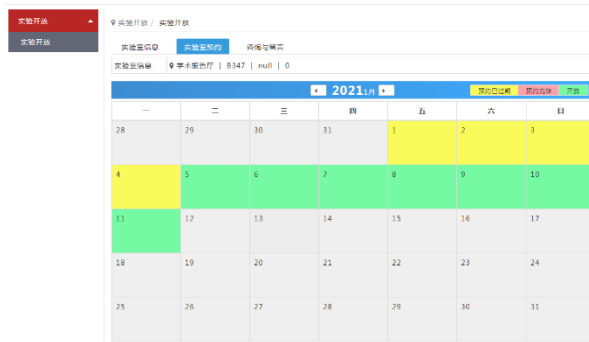 实验开放
实验开放
实验开放 / 实验开放
实验室信息 实验室预约 咨询与留言
实验室信息 学术报告厅 | 8347 | null | 0
2021 1月 预约已过期 预约完毕 开放
一 二 三 四 五 六 日
28 29 30 31 1 2 3
4 5 6 7 8 9 10
11 12 13 14 15 16 17
18 19 20 21 22 23 24
25 26 27 28 29 30 31